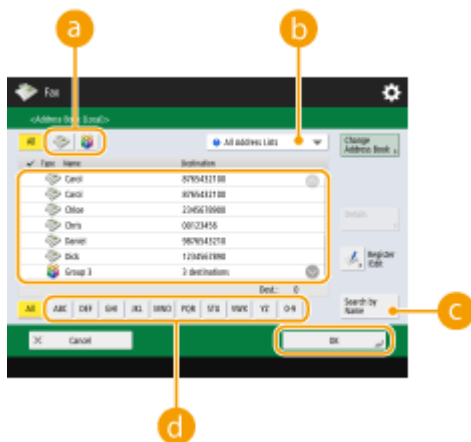 a
b
Fax
<Address Book (Local)>
All
All Address Lists
Change
Address Book
Type Name Destination
Carol 8765432100
Carol 8765432100
Chloe 2345678900
Chris 00123456
Daniel 9876543210
Dick 1234567890
Group 3 3 destinations
Details
Register
Edit
Dest.: 0
All ABC DEF GHI JKL MNO PQR STU VWX YZ 0-9
Search by
Name
c
Cancel
OK
d